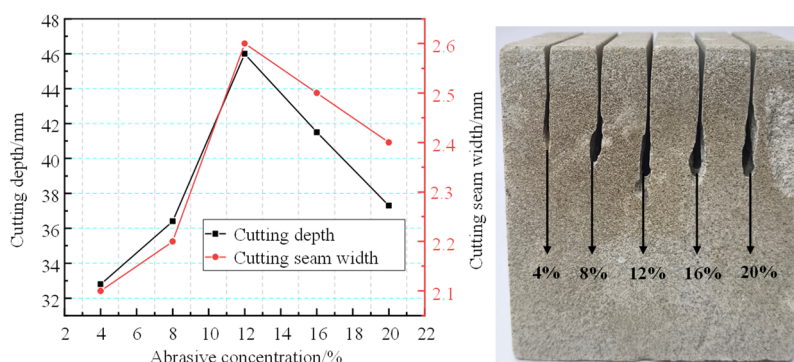 Cutting depth/mm
48
46
44
42
40
38
36
34
32
2 4 6 8 10 12 14 16 18 20 22
Abrasive concentration/%
Cutting depth
Cutting seam width
2.6
2.5
2.4
2.3
2.2
2.1
Cutting seam width/mm
4% 8% 12% 16% 20%